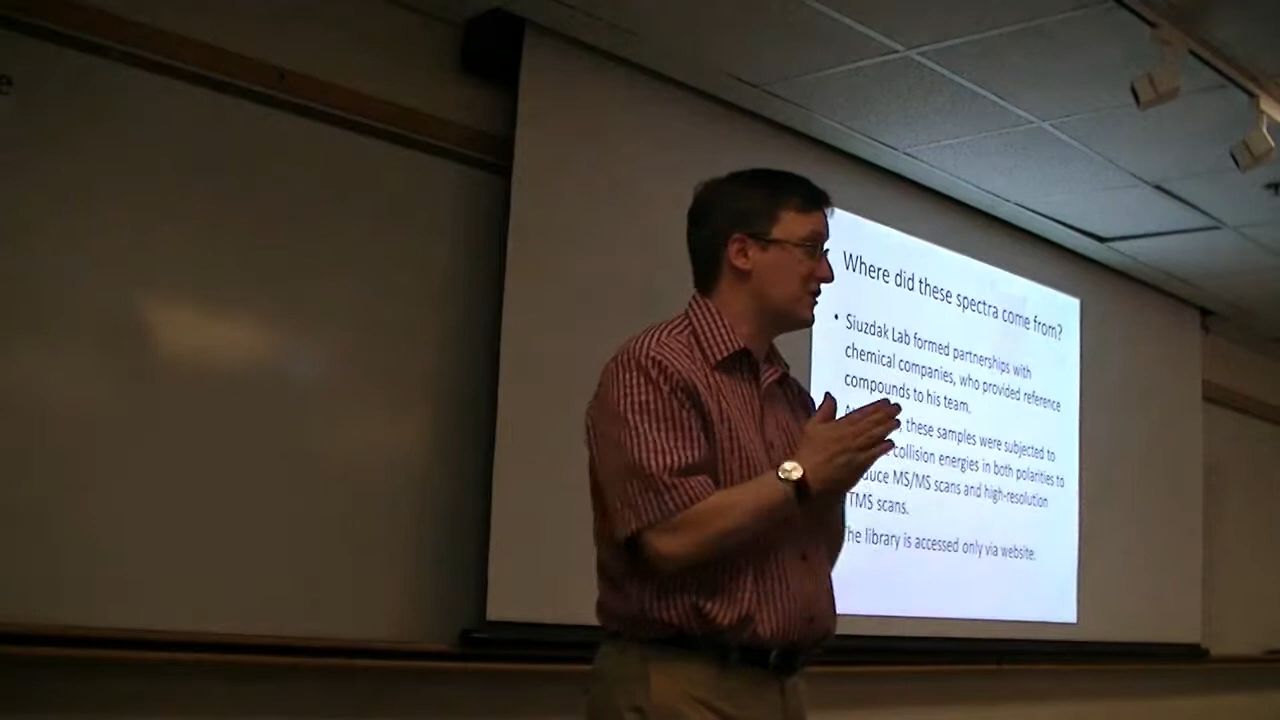 e
Where did these spectra come from?
• Siuzdak Lab formed partnerships with
chemical companies, who provided reference
compounds to his team.
these samples were subjected to
collision energies in both polarities to
MS/MS scans and high-resolution
scans.
library is accessed only via website.